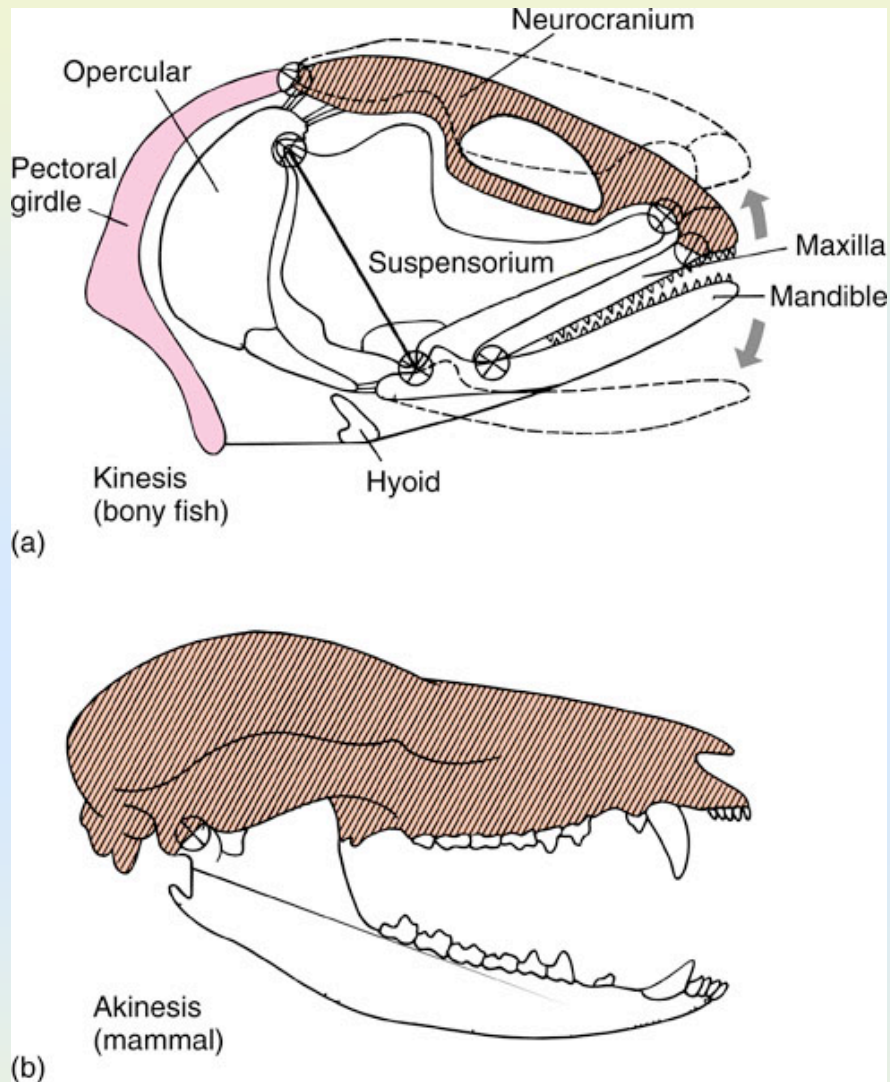 Neurocranium
Opercular
Pectoral
girdle
Suspensorium
Maxilla
Mandible
Hyoid
Kinesis
(bony fish)
(a)
Akinesis
(mammal)
(b)